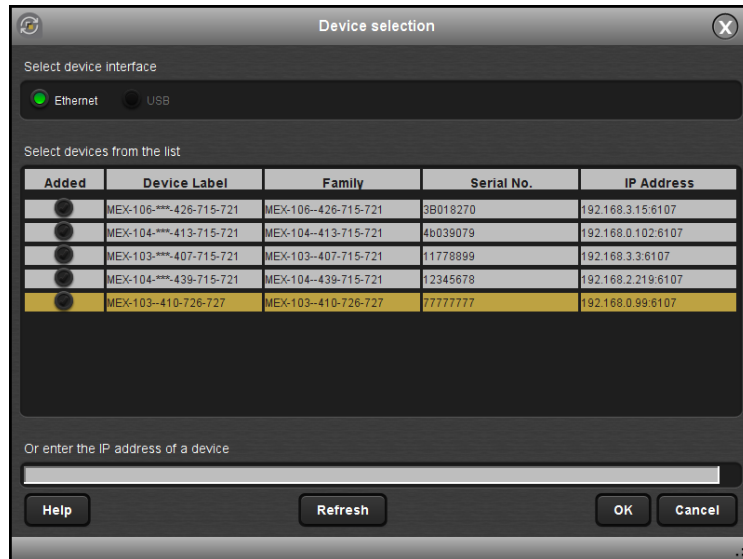 Device selection
X
Select device interface
Ethernet USB
Select devices from the list
Added Device Label Family Serial No. IP Address
MEX-106-***-426-715-721 MEX-106--426-715-721 3B018270 192.168.3.15:6107
MEX-104-***-413-715-721 MEX-104--413-715-721 4b039079 192.168.0.102:6107
MEX-103-***-407-715-721 MEX-103--407-715-721 11778899 192.168.3.3:6107
MEX-104-***-439-715-721 MEX-104--439-715-721 12345678 192.168.2.219:6107
MEX-103--410-726-727 MEX-103--410-726-727 77777777 192.168.0.99:6107
Or enter the IP address of a device
Help Refresh OK Cancel